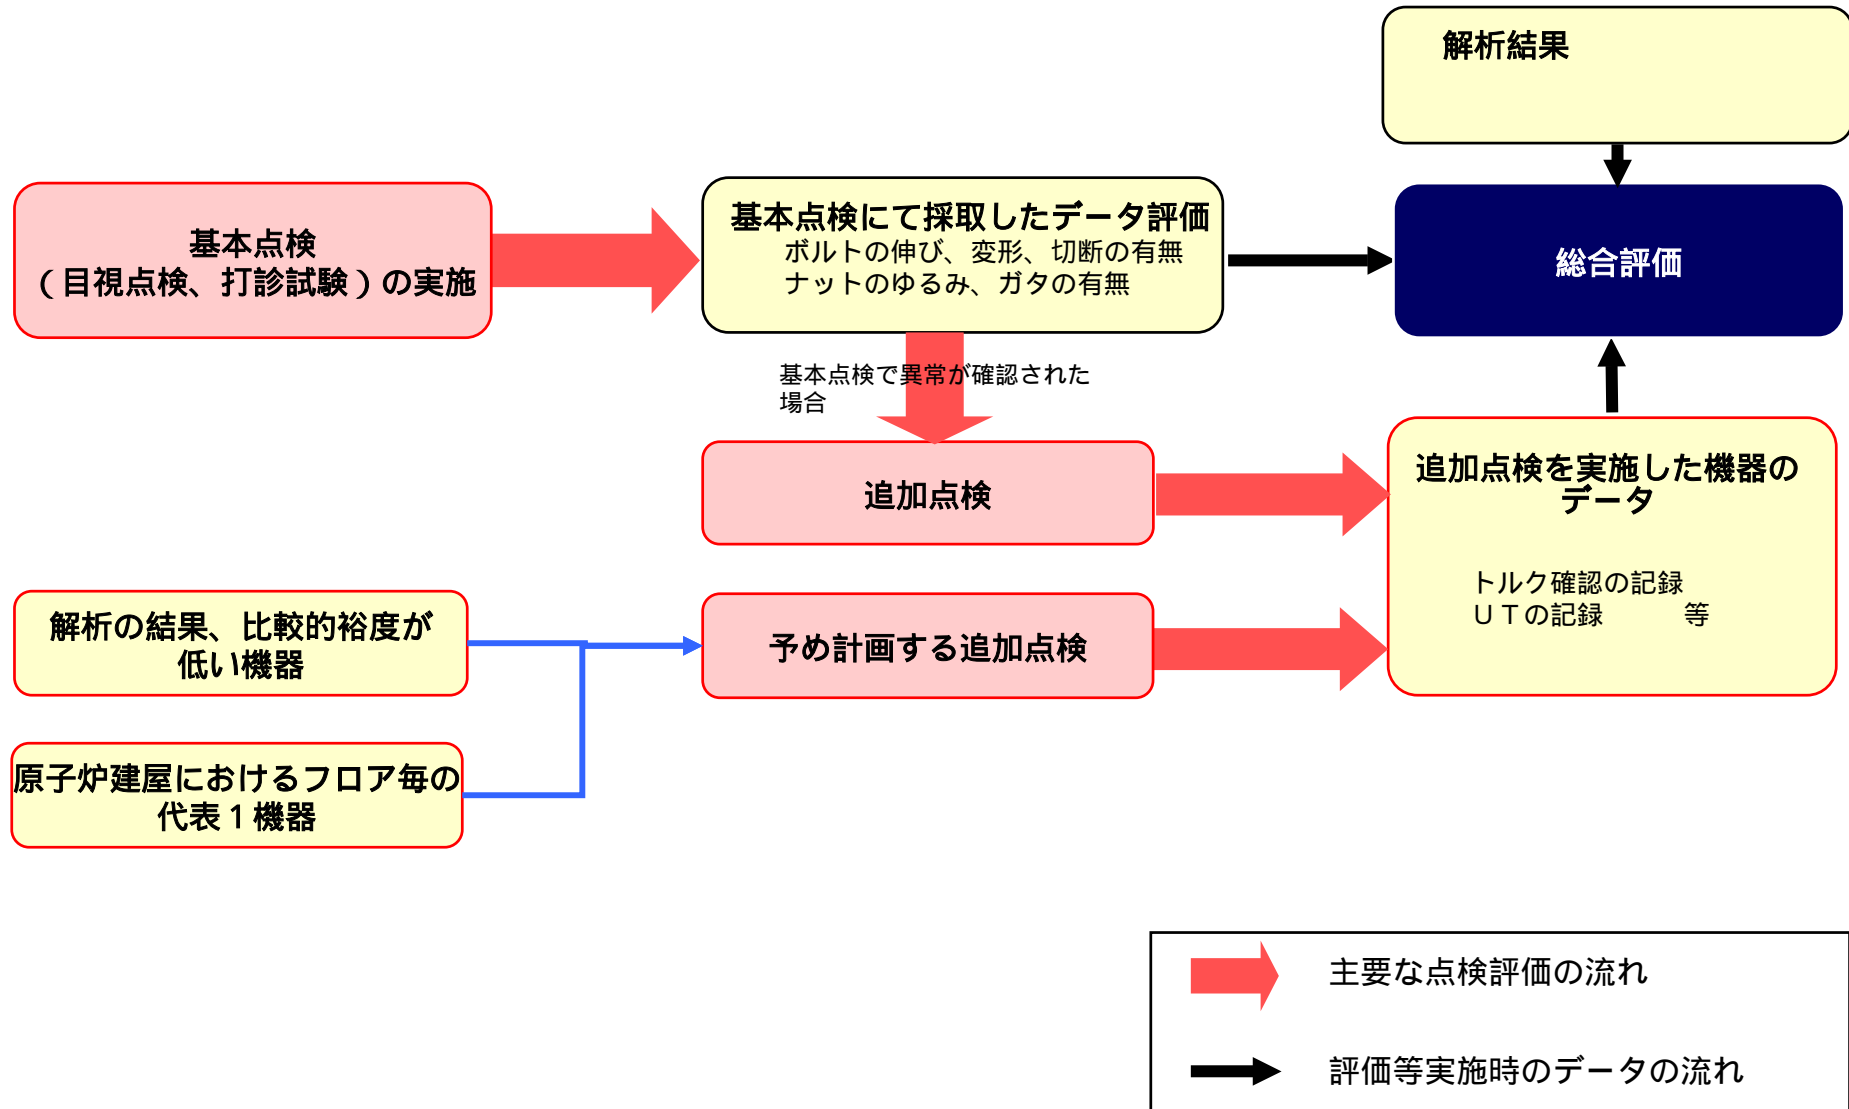 解析結果
基本点検
（目視点検、打診試験）の実施
基本点検にて採取したデータ評価
ボルトの伸び、変形、切断の有無
ナットのゆるみ、ガタの有無
総合評価
基本点検で異常が確認された
場合
追加点検
追加点検を実施した機器の
データ
トルク確認の記録
ＵＴの記録　　　等
解析の結果、比較的裕度が
低い機器
予め計画する追加点検
原子炉建屋におけるフロア毎の
代表１機器
主要な点検評価の流れ
評価等実施時のデータの流れ